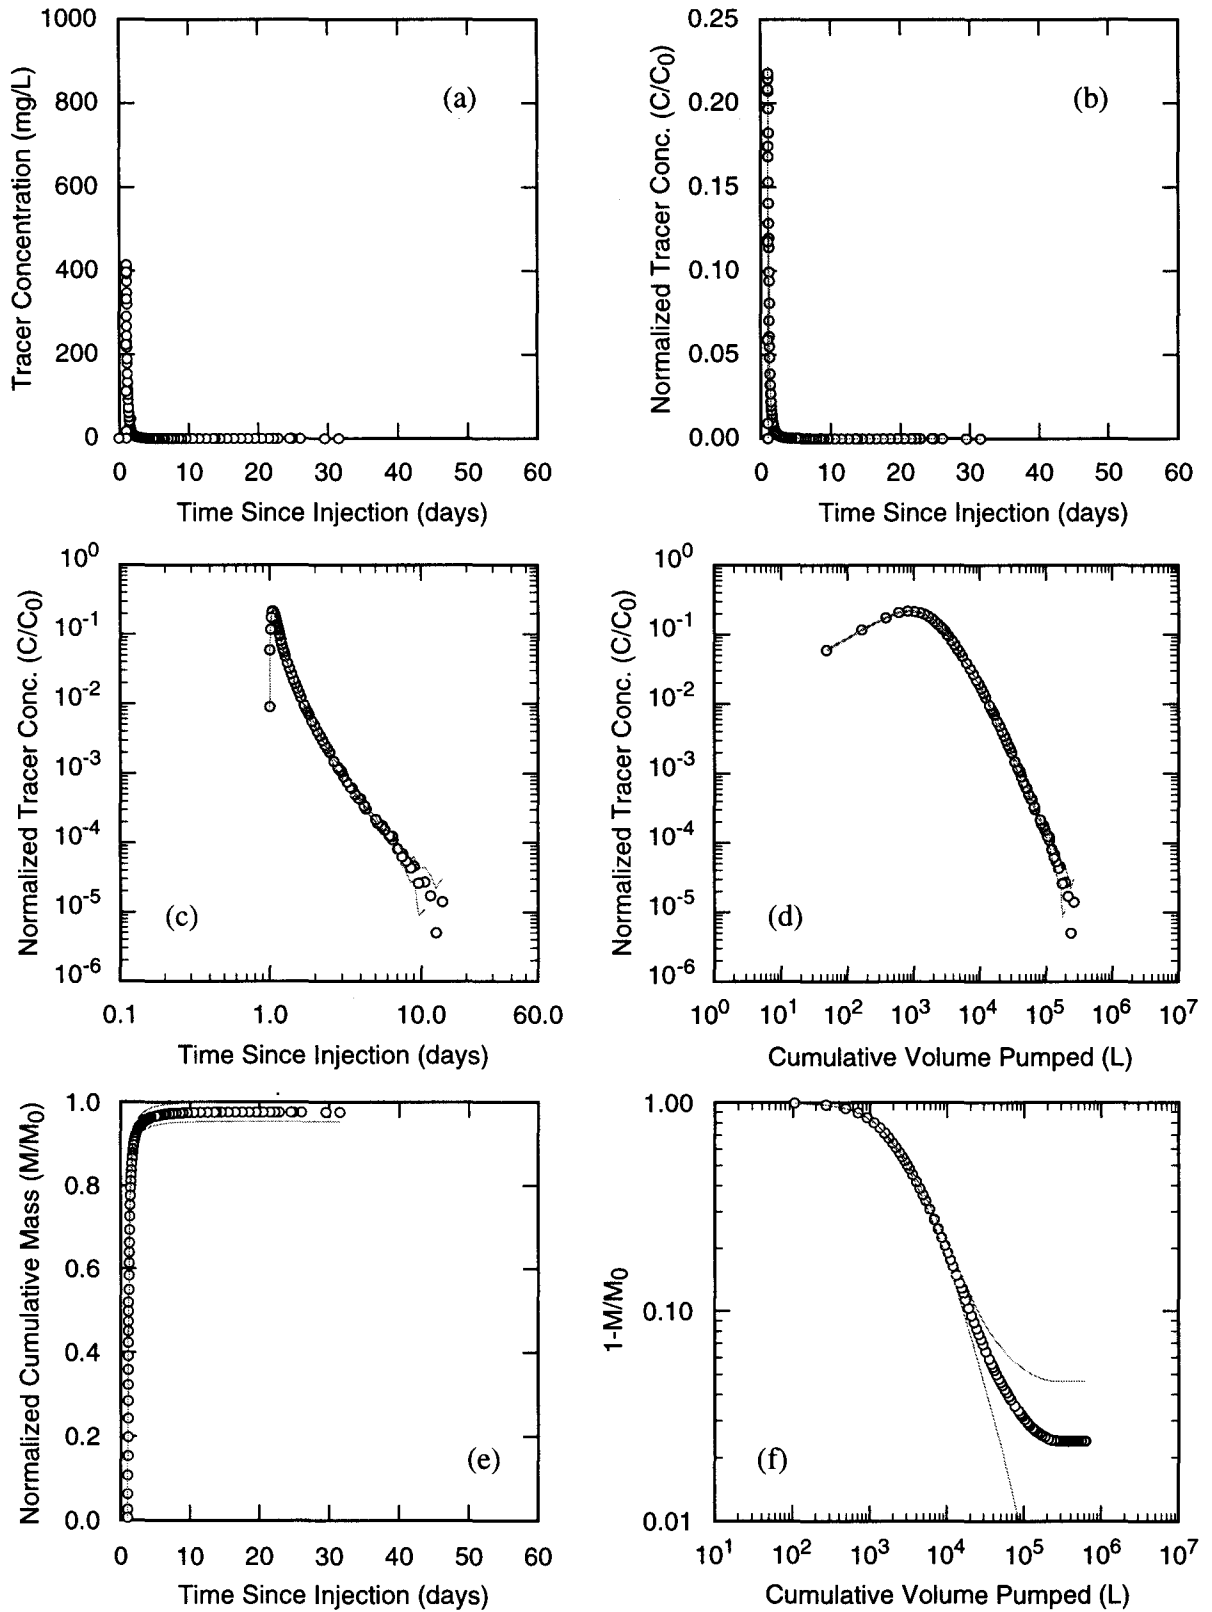 1000
800
600
400
200
0
Tracer Concentration (mg/L)
(a)
0 10 20 30 40 50 60
Time Since Injection (days)
0.25
0.20
0.15
0.10
0.05
0.00
Normalized Tracer Conc. (C/C0)
(b)
0 10 20 30 40 50 60
Time Since Injection (days)
10^0
10^-1
10^-2
10^-3
10^-4
10^-5
10^-6
Normalized Tracer Conc. (C/C0)
(c)
0.1 1.0 10.0 60.0
Time Since Injection (days)
10^0
10^-1
10^-2
10^-3
10^-4
10^-5
10^-6
Normalized Tracer Conc. (C/C0)
(d)
10^0 10^1 10^2 10^3 10^4 10^5 10^6 10^7
Cumulative Volume Pumped (L)
1.0
0.8
0.6
0.4
0.2
0.0
Normalized Cumulative Mass (M/M0)
(e)
0 10 20 30 40 50 60
Time Since Injection (days)
1.00
0.10
0.01
1-M/M0
(f)
10^1 10^2 10^3 10^4 10^5 10^6 10^7
Cumulative Volume Pumped (L)